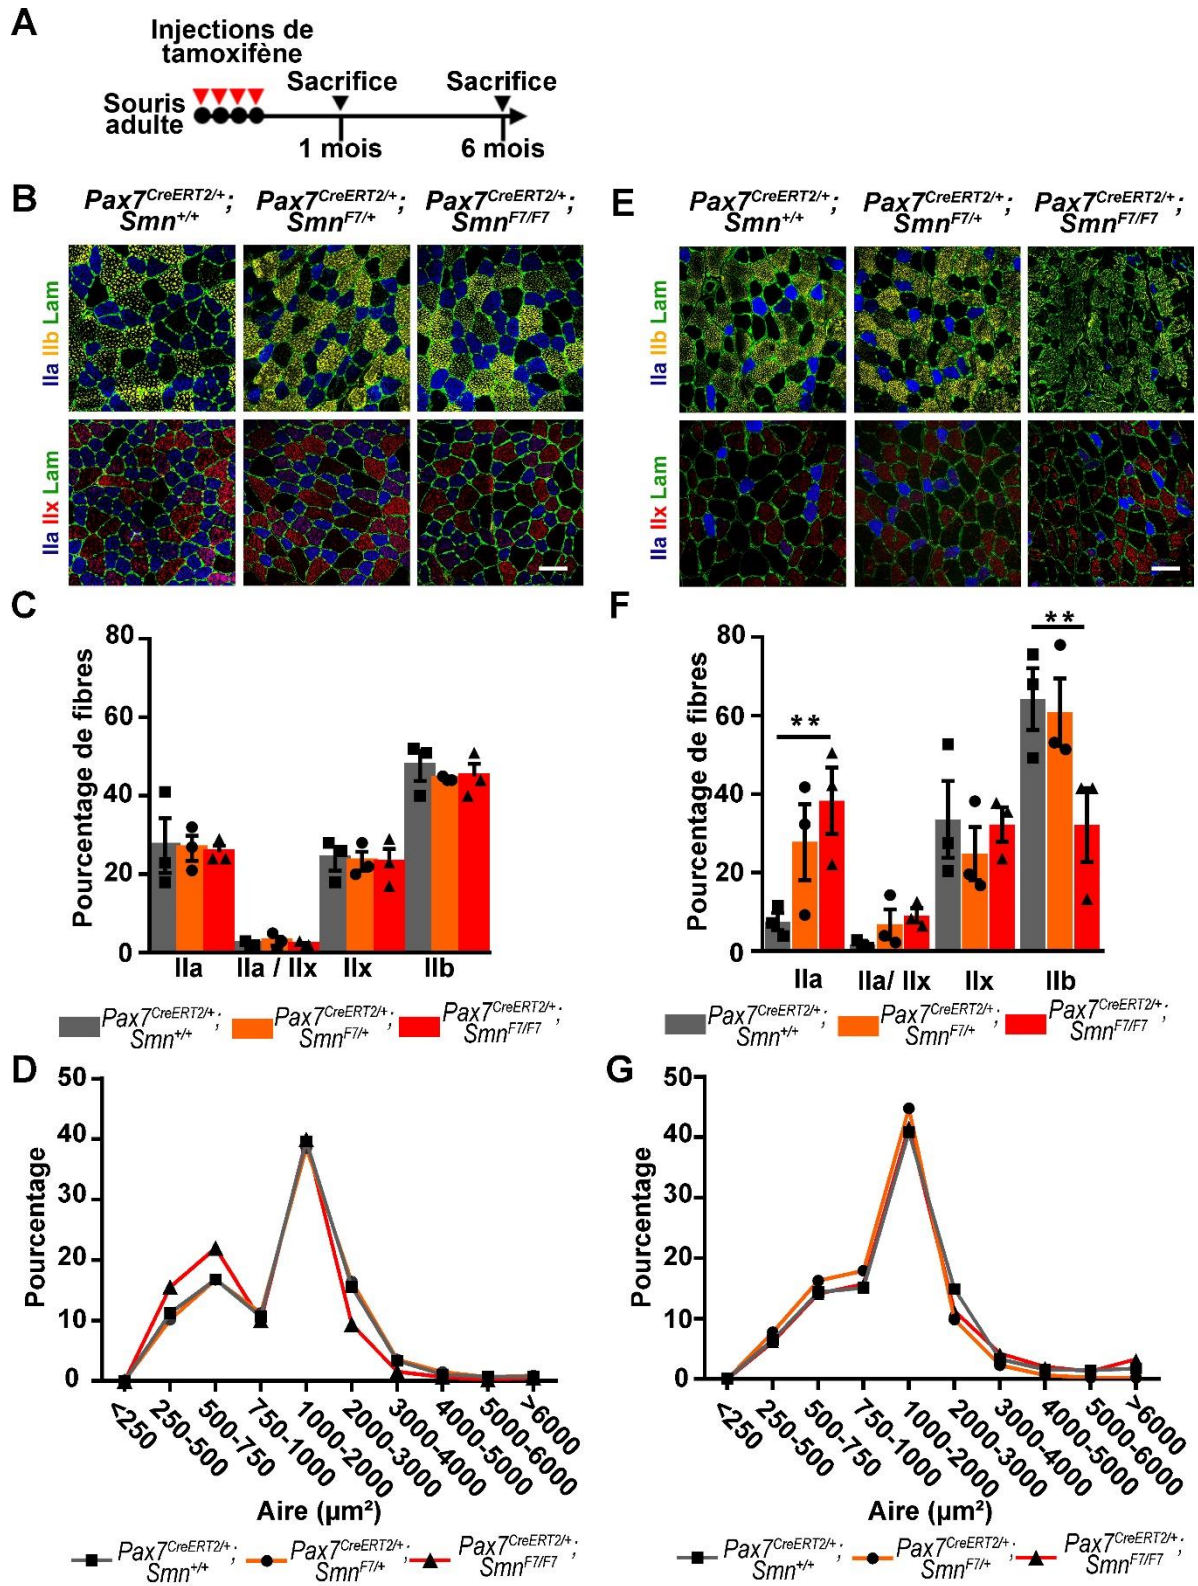 A
Injections de
tamoxifène
Souris
adulte
Sacrifice
Sacrifice
1 mois
6 mois
B
Pax7CreERT2/+;
Smn+/+
Pax7CreERT2/+;
SmnF7/+
Pax7CreERT2/+;
SmnF7/F7
IIa IIb Lam
IIa IIx Lam
E
Pax7CreERT2/+;
Smn+/+
Pax7CreERT2/+;
SmnF7/+
Pax7CreERT2/+;
SmnF7/F7
IIa IIb Lam
IIa IIx Lam
C
Pourcentage de fibres
80
60
40
20
0
IIa
IIa / IIx
IIx
IIb
Pax7CreERT2/+;
Smn+/+
Pax7CreERT2/+;
SmnF7/+
Pax7CreERT2/+;
SmnF7/F7
F
Pourcentage de fibres
80
60
40
20
0
**
**
IIa
IIa/ IIx
IIx
IIb
Pax7CreERT2/+;
Smn+/+
Pax7CreERT2/+;
SmnF7/+
Pax7CreERT2/+;
SmnF7/F7
D
Pourcentage
50
40
30
20
10
0
<250
250-500
500-750
750-1000
1000-2000
2000-3000
3000-4000
4000-5000
5000-6000
>6000
Aire (µm²)
Pax7CreERT2/+;
Smn+/+
Pax7CreERT2/+;
SmnF7/+
Pax7CreERT2/+;
SmnF7/F7
G
Pourcentage
50
40
30
20
10
0
<250
250-500
500-750
750-1000
1000-2000
2000-3000
3000-4000
4000-5000
5000-6000
>6000
Aire (µm²)
Pax7CreERT2/+;
Smn+/+
Pax7CreERT2/+;
SmnF7/+
Pax7CreERT2/+;
SmnF7/F7